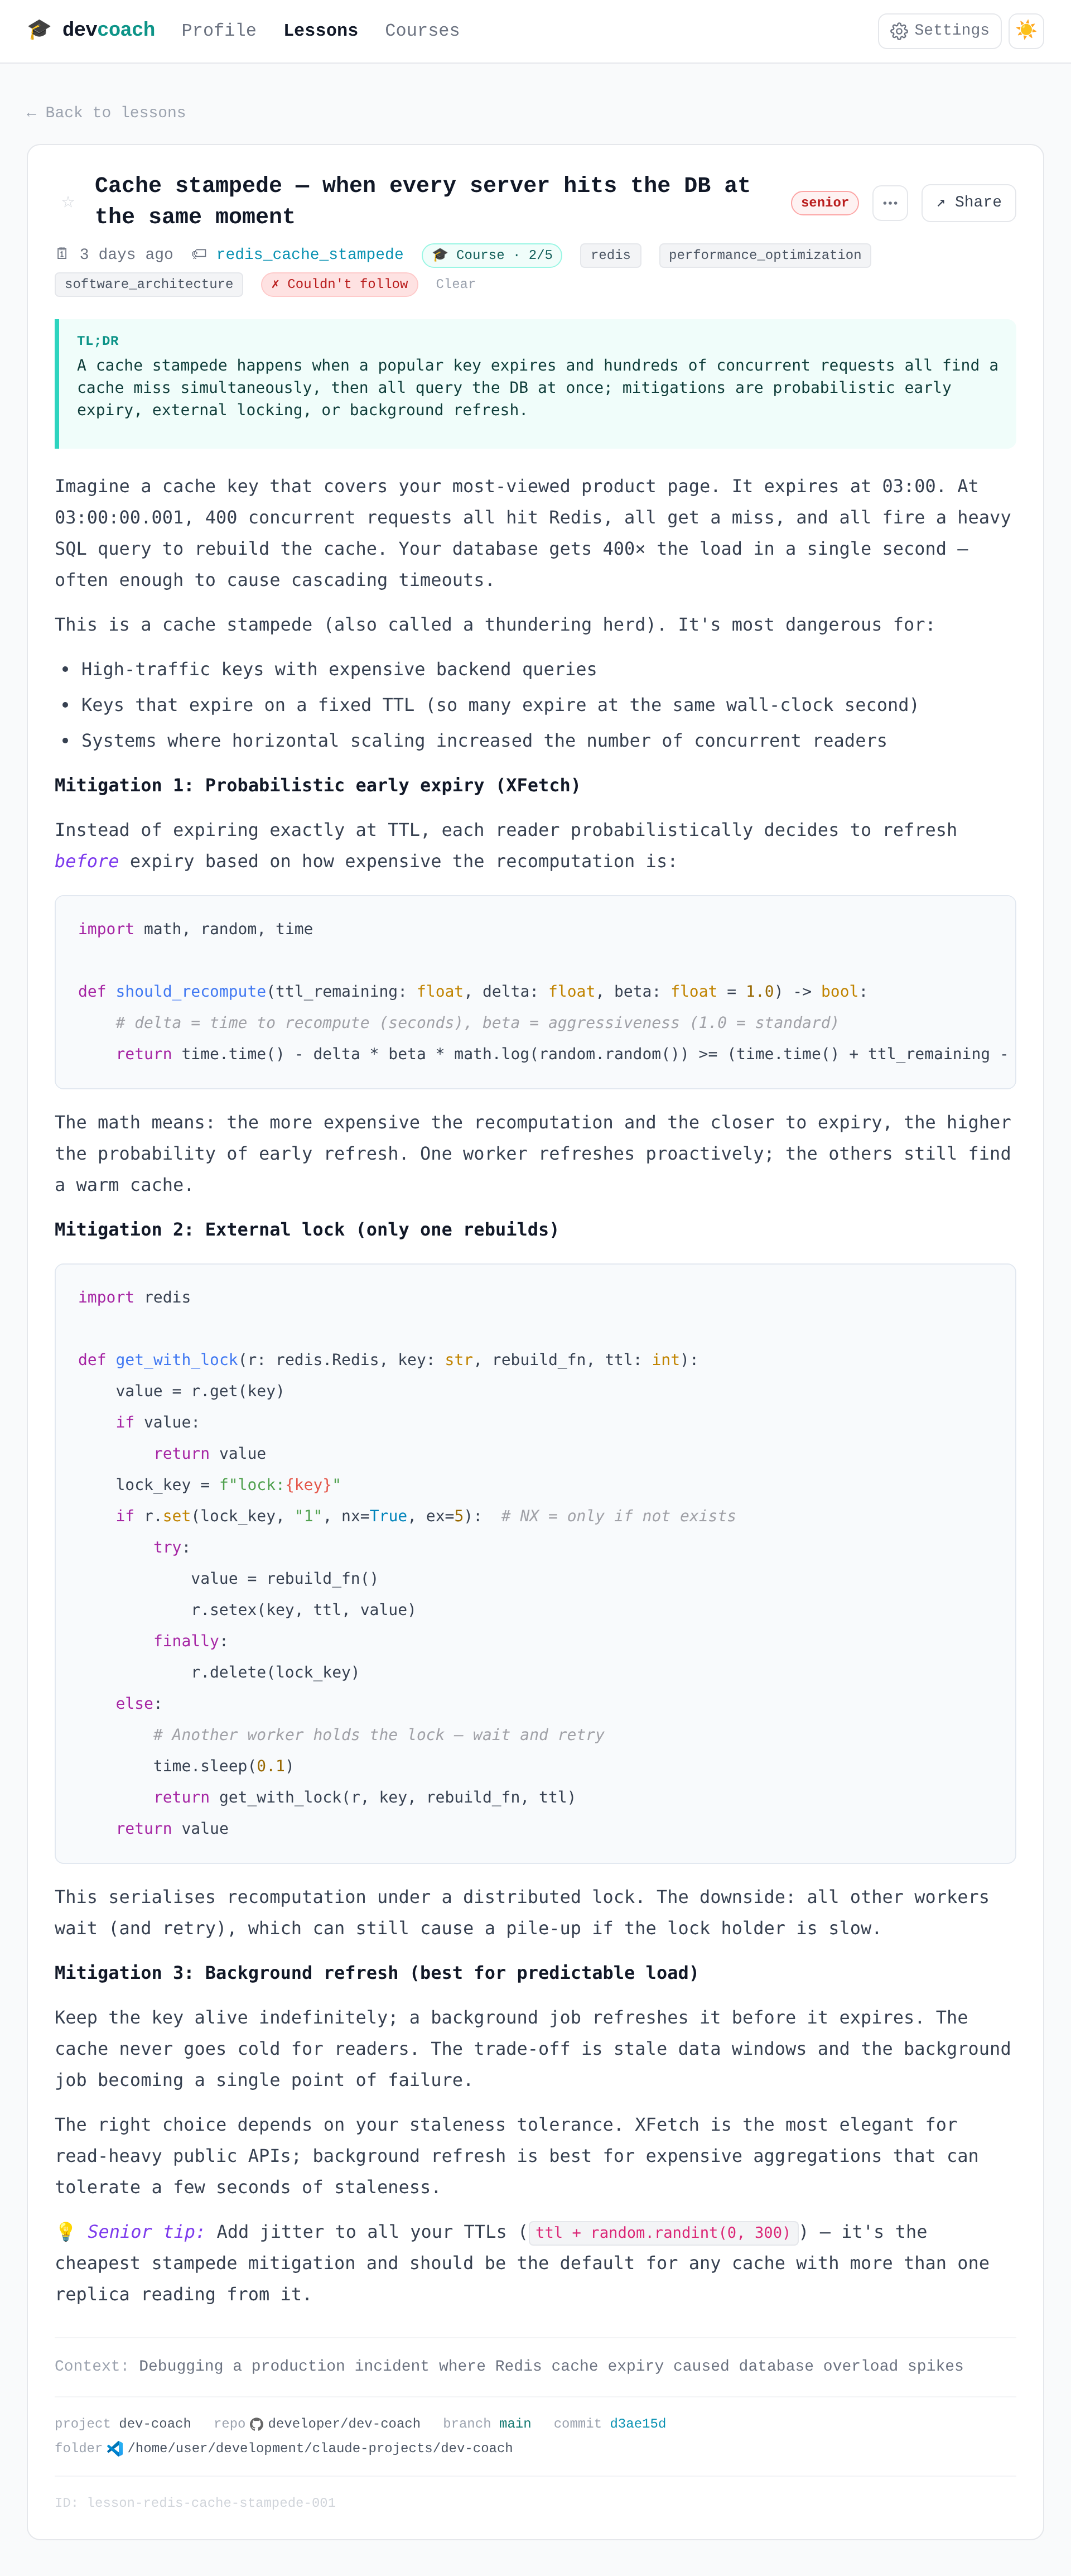 🎓 devcoach Profile Lessons Courses Settings ☀️
← Back to lessons
☆ Cache stampede — when every server hits the DB at
the same moment
senior ••• ↗ Share
3 days ago redis_cache_stampede 🎓 Course · 2/5 redis performance_optimization
software_architecture ✗ Couldn't follow Clear
TL;DR
A cache stampede happens when a popular key expires and hundreds of concurrent requests all find a
cache miss simultaneously, then all query the DB at once; mitigations are probabilistic early
expiry, external locking, or background refresh.
Imagine a cache key that covers your most-viewed product page. It expires at 03:00. At
03:00:00.001, 400 concurrent requests all hit Redis, all get a miss, and all fire a heavy
SQL query to rebuild the cache. Your database gets 400× the load in a single second —
often enough to cause cascading timeouts.
This is a cache stampede (also called a thundering herd). It's most dangerous for:
• High-traffic keys with expensive backend queries
• Keys that expire on a fixed TTL (so many expire at the same wall-clock second)
• Systems where horizontal scaling increased the number of concurrent readers
Mitigation 1: Probabilistic early expiry (XFetch)
Instead of expiring exactly at TTL, each reader probabilistically decides to refresh
before expiry based on how expensive the recomputation is:
import math, random, time
def should_recompute(ttl_remaining: float, delta: float, beta: float = 1.0) -> bool:
# delta = time to recompute (seconds), beta = aggressiveness (1.0 = standard)
return time.time() - delta * beta * math.log(random.random()) >= (time.time() + ttl_remaining -
The math means: the more expensive the recomputation and the closer to expiry, the higher
the probability of early refresh. One worker refreshes proactively; the others still find
a warm cache.
Mitigation 2: External lock (only one rebuilds)
import redis
def get_with_lock(r: redis.Redis, key: str, rebuild_fn, ttl: int):
value = r.get(key)
if value:
return value
lock_key = f"lock:{key}"
if r.set(lock_key, "1", nx=True, ex=5):  # NX = only if not exists
try:
value = rebuild_fn()
r.setex(key, ttl, value)
finally:
r.delete(lock_key)
else:
# Another worker holds the lock — wait and retry
time.sleep(0.1)
return get_with_lock(r, key, rebuild_fn, ttl)
return value
This serialises recomputation under a distributed lock. The downside: all other workers
wait (and retry), which can still cause a pile-up if the lock holder is slow.
Mitigation 3: Background refresh (best for predictable load)
Keep the key alive indefinitely; a background job refreshes it before it expires. The
cache never goes cold for readers. The trade-off is stale data windows and the background
job becoming a single point of failure.
The right choice depends on your staleness tolerance. XFetch is the most elegant for
read-heavy public APIs; background refresh is best for expensive aggregations that can
tolerate a few seconds of staleness.
💡 Senior tip: Add jitter to all your TTLs (ttl + random.randint(0, 300)) — it's the
cheapest stampede mitigation and should be the default for any cache with more than one
replica reading from it.
Context: Debugging a production incident where Redis cache expiry caused database overload spikes
project dev-coach repo developer/dev-coach branch main commit d3ae15d
folder /home/user/development/claude-projects/dev-coach
ID: lesson-redis-cache-stampede-001